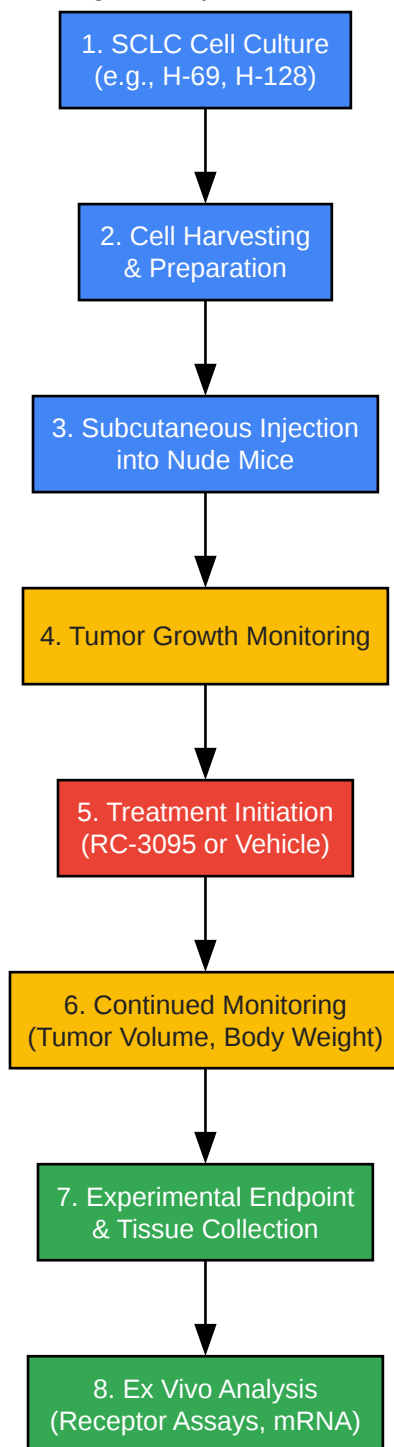 1. SCLC Cell Culture
(e.g., H-69, H-128)
2. Cell Harvesting
& Preparation
3. Subcutaneous Injection
into Nude Mice
4. Tumor Growth Monitoring
5. Treatment Initiation
(RC-3095 or Vehicle)
6. Continued Monitoring
(Tumor Volume, Body Weight)
7. Experimental Endpoint
& Tissue Collection
8. Ex Vivo Analysis
(Receptor Assays, mRNA)